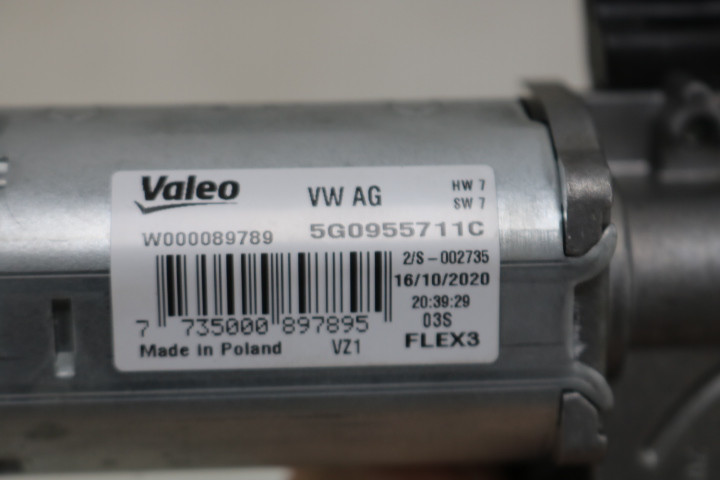 Valeo
VW AG
HW 7
SW 7
W000089789
5G0955711C
2/S -002735
16/10/2020
20:39:29
03S
7 735000 897895
FLEX3
Made in Poland
VZ1